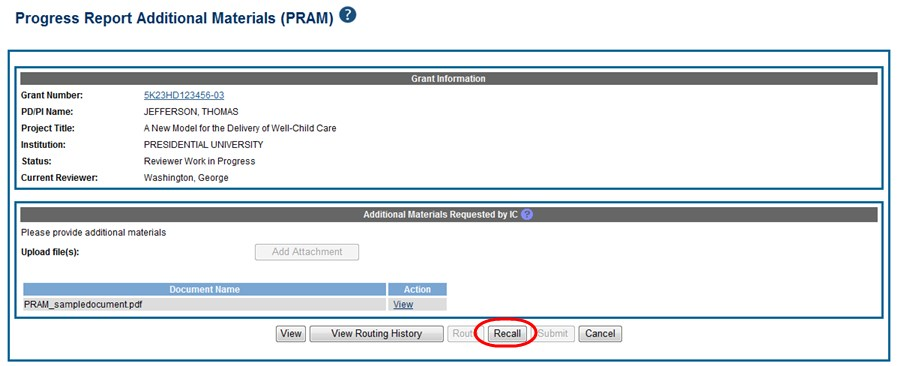 Progress Report Additional Materials (PRAM) ?
Grant Information
Grant Number: 5K23HD123456-03
PD/PI Name: JEFFERSON, THOMAS
Project Title: A New Model for the Delivery of Well-Child Care
Institution: PRESIDENTIAL UNIVERSITY
Status: Reviewer Work in Progress
Current Reviewer: Washington, George
Additional Materials Requested by IC ?
Please provide additional materials
Upload file(s): Add Attachment
Document Name Action
PRAM_sampledocument.pdf View
View View Routing History Rout Recall Submit Cancel